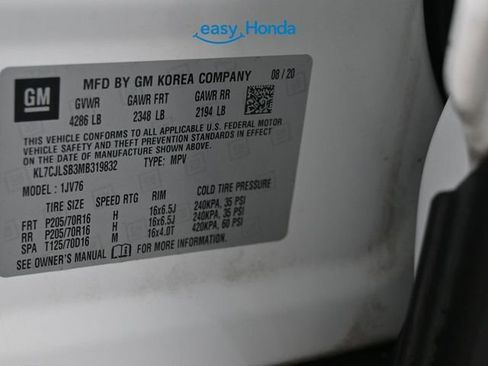 easy Honda
GM
MFD BY GM KOREA COMPANY 08 / 20
GVWR GAWR FRT GAWR RR
4286 LB 2348 LB 2194 LB
THIS VEHICLE CONFORMS TO ALL APPLICABLE U.S. FEDERAL MOTOR
VEHICLE SAFETY AND THEFT PREVENTION STANDARDS IN EFFECT ON
THE DATE OF MANUFACTURE SHOWN ABOVE.
KL7CJLSB3MB319832 TYPE: MPV
MODEL: 1JV76
TIRE SIZE SPEED RTG RIM COLD TIRE PRESSURE
FRT P205/70R16 H 16x6.5J 240KPA, 35 PSI
RR P205/70R16 H 16x6.5J 240KPA, 35 PSI
SPA T125/70D16 M 16x4.0T 420KPA, 60 PSI
SEE OWNER'S MANUAL FOR MORE INFORMATION.